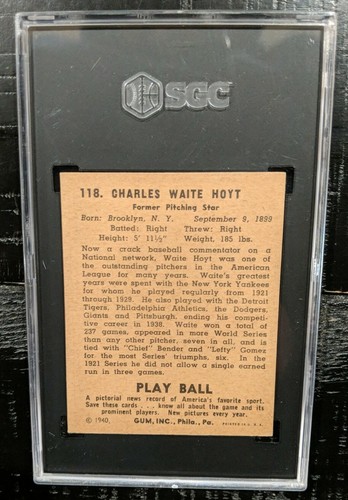 SGC
118. CHARLES WAITE HOYT
Former Pitching Star
Born: Brooklyn, N. Y. September 9, 1899
Batted: Right Threw: Right
Height: 5' 11½" Weight, 185 lbs.
Now a crack baseball commentator on a
National network, Waite Hoyt was one
of the outstanding pitchers in the American
League for many years. Waite's greatest
years were spent with the New York Yankees
for whom he played regularly from 1921
through 1929. He also played with the Detroit
Tigers, Philadelphia Athletics, the Dodgers,
Giants and Pittsburgh, ending his competi-
tive career in 1938. Waite won a total of
237 games, appeared in more World Series
than any other pitcher, seven in all, and is
tied with "Chief" Bender and "Lefty" Gomez
for the most Series' triumphs, six. In the
1921 Series he did not allow a single earned
run in three games.
PLAY BALL
A pictorial news record of America's favorite sport.
Save these cards . . . know all about the game and its
prominent players. New pictures every year.
© 1940, GUM, INC., Phila., Pa. PRINTED IN U. S. A.